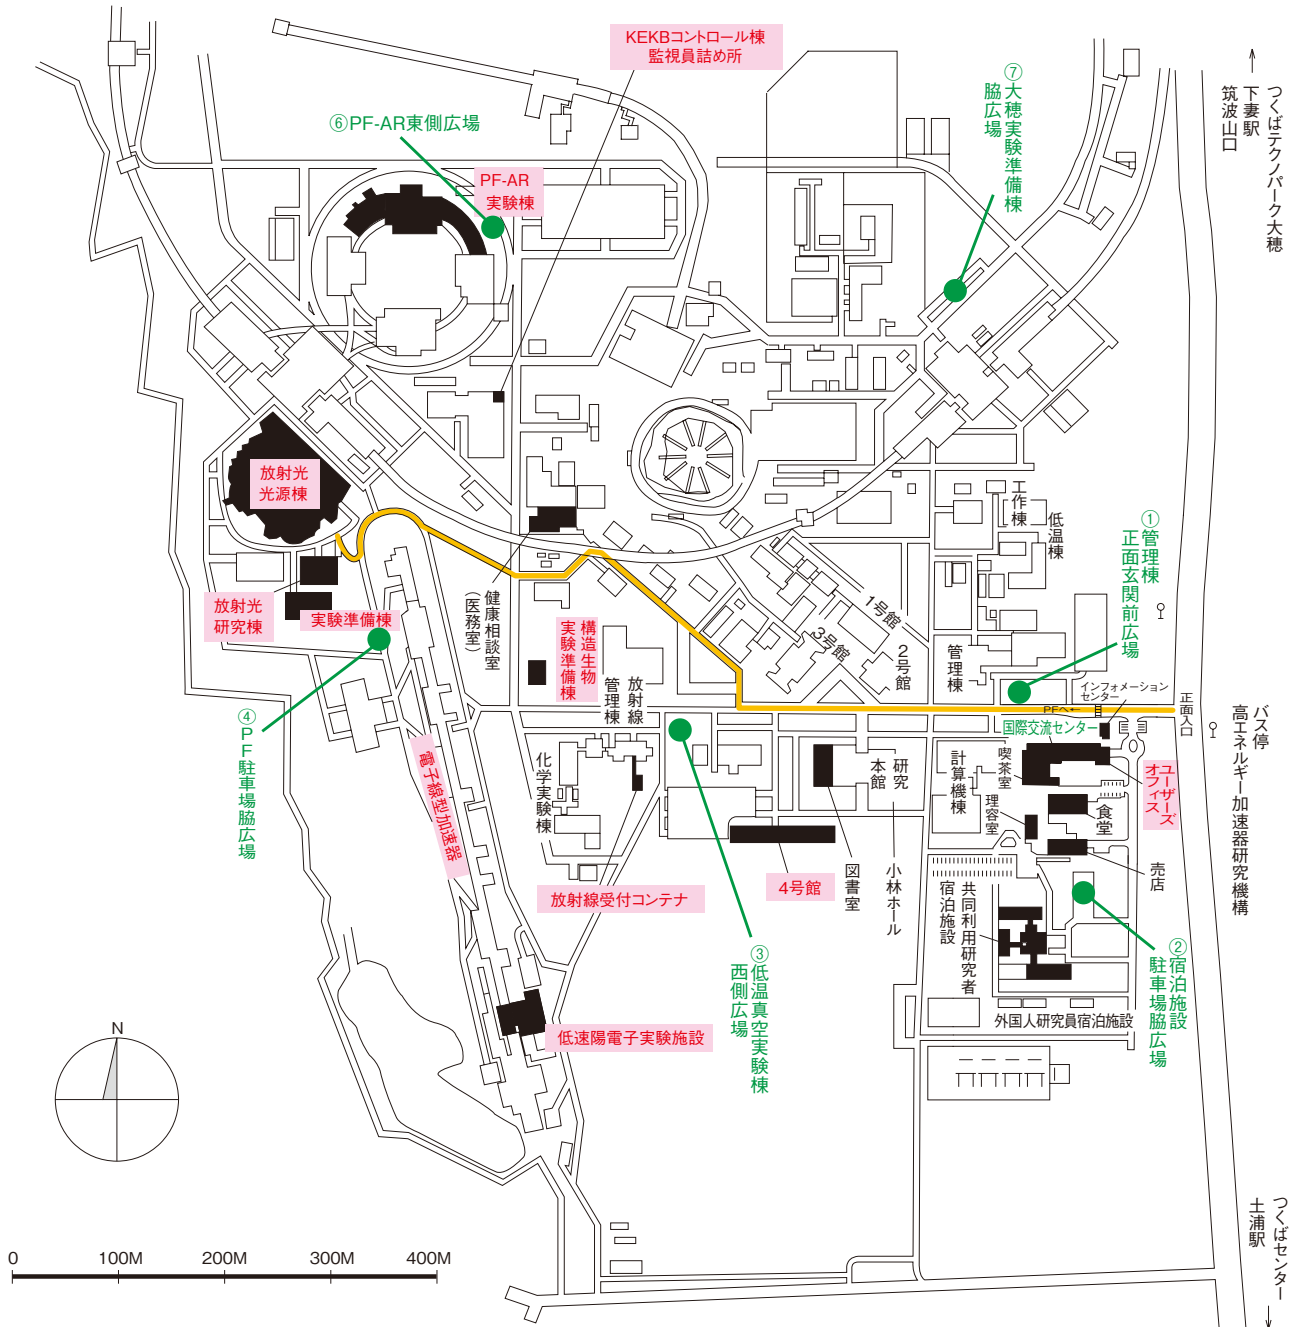 KEKBコントロール棟
監視員詰め所
⑦大穂実験準備棟
脇広場
つくばテクノパーク大穂
下妻駅
筑波山口
⑥PF-AR東側広場
PF-AR
実験棟
放射光
光源棟
工作棟
低温棟
①管理棟
正面玄関前広場
放射光
研究棟
実験準備棟
健康相談室
（医務室）
構造生物
実験準備棟
放射線
管理棟
1号館
3号館
2号館
管理棟
インフォメーション
センター
PFへ←
正面入口
バス停
高エネルギー加速器研究機構
国際交流センター
④PF駐車場脇広場
電子線型加速器
化学実験棟
研究
本館
計算機棟
喫茶室
理容室
食堂
ユーザーズ
オフィス
売店
4号館
図書室
小林ホール
放射線受付コンテナ
共同利用研究者
宿泊施設
③低温真空実験棟
西側広場
②宿泊施設
駐車場脇広場
外国人研究員宿泊施設
低速陽電子実験施設
N
つくばセンター
土浦駅
0 100M 200M 300M 400M